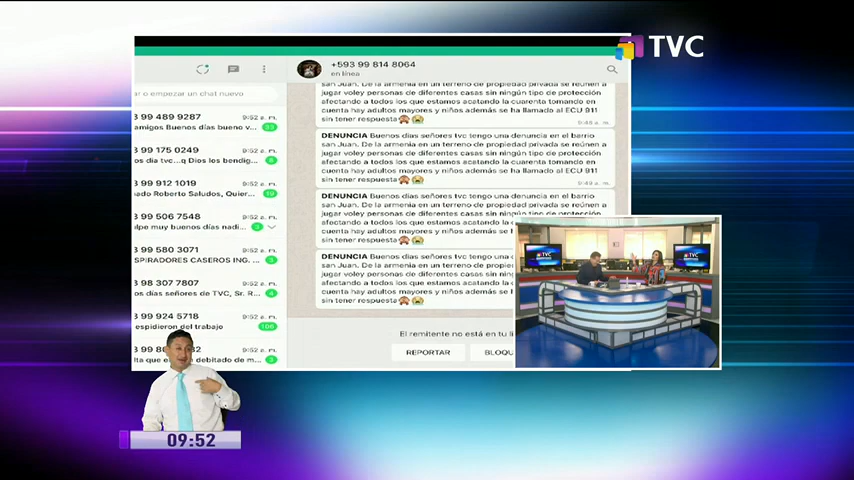 TVC
+593 99 814 8064
en línea
r o empezar un chat nuevo
san Juan. De la armenia en un terreno de propiedad privada se reúnen a
jugar voley personas de diferentes casas sin ningún tipo de protección
afectando a todos los que estamos acatando la cuarenta tomando en
cuenta hay adultos mayores y niños además se ha llamado al ECU 911
sin tener respuesta
9:48 a. m.
DENUNCIA Buenos días señores tvc tengo una denuncia en el barrio
san Juan. De la armenia en un terreno de propiedad privada se reúnen a
jugar voley personas de diferentes casas sin ningún tipo de protección
afectando a todos los que estamos acatando la cuarenta tomando en
cuenta hay adultos mayores y niños además se ha llamado al ECU 911
sin tener respuesta
9:49 a. m.
DENUNCIA Buenos días señores tvc tengo una denuncia en el barrio
san Juan. De la armenia en un terreno de propiedad privada se reúnen a
jugar voley personas de diferentes casas sin ningún tipo de
afectando a todos los que estamos acatando la
cuenta hay adultos mayores y niños además se h
sin tener respuesta
DENUNCIA Buenos días señores tvc tengo una d
san Juan. De la armenia en un terreno de propied
jugar voley personas de diferentes casas sin ning
afectando a todos los que estamos acatando la c
cuenta hay adultos mayores y niños además se h
sin tener respuesta
El remitente no está en tu li
REPORTAR
BLOQU
3 99 489 9287
9:52 a. m.
amigos Buenos días bueno v...
3 99 175 0249
9:52 a. m.
os dia tvc...q Dios los bendig...
8
3 99 912 1019
9:52 a. m.
nado Roberto Saludos, Quier...
19
3 99 506 7548
9:52 a. m.
lpe muy buenos días nadi...
3
3 99 580 3071
9:52 a. m.
SPIRADORES CASEROS ING. ...
3
3 98 307 7807
9:52 a. m.
os días señores de TVC, Sr. R...
4
3 99 924 5718
9:52 a. m.
espidieron del trabajo
3 99 8
9:52 a. m.
lta que e
debitado de m...
3
TVC
TVC
09:52